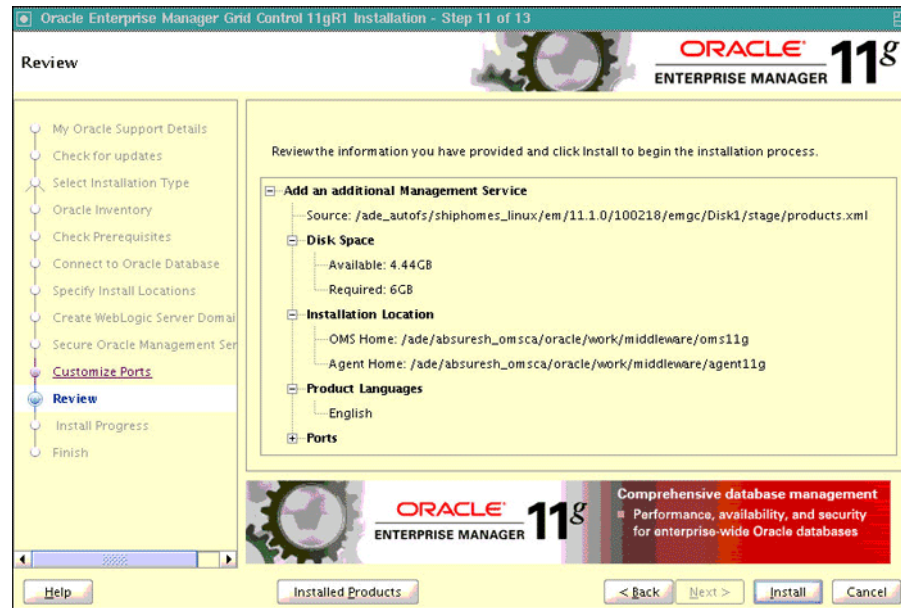 Oracle Enterprise Manager Grid Control 11gR1 Installation - Step 11 of 13
Review
ORACLE
ENTERPRISE MANAGER 11g
My Oracle Support Details
Check for updates
Select Installation Type
Oracle Inventory
Check Prerequisites
Connect to Oracle Database
Specify Install Locations
Create WebLogic Server Domai
Secure Oracle Management Ser
Customize Ports
Review
Install Progress
Finish
Review the information you have provided and click Install to begin the installation process.
Add an additional Management Service
Source: /ade_autofs/shiphomes_linux/em/11.1.0/100218/emgc/Disk1/stage/products.xml
Disk Space
Available: 4.44GB
Required: 6GB
Installation Location
OMS Home: /ade/absuresh_omsca/oracle/work/middleware/oms11g
Agent Home: /ade/absuresh_omsca/oracle/work/middleware/agent11g
Product Languages
English
Ports
ORACLE
ENTERPRISE MANAGER 11g
Comprehensive database management
Performance, availability, and security
for enterprise-wide Oracle databases
Help
Installed Products
< Back
Next >
Install
Cancel